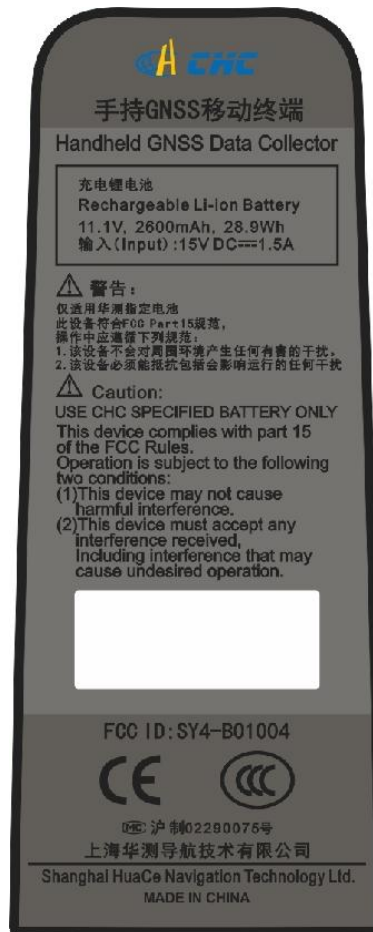 CHC
手持GNSS移动终端
Handheld GNSS Data Collector
充电锂电池
Rechargeable Li-Ion Battery
11.1V, 2600mAh, 28.9Wh
输入(Input):15V DC⎓1.5A
警告:
仅适用华测指定电池
此设备符合FCC Part15规范,
操作中应遵循下列规范:
1.该设备不会对周围环境产生任何有害的干扰。
2.该设备必须能抵抗包括会影响运行的任何干扰
Caution:
USE CHC SPECIFIED BATTERY ONLY
This device complies with part 15
of the FCC Rules.
Operation is subject to the following
two conditions:
(1)This device may not cause
harmful interference.
(2)This device must accept any
interference received,
Including interference that may
cause undesired operation.
FCC ID:SY4-B01004
CE CCC
MC 沪制02290075号
上海华测导航技术有限公司
Shanghai HuaCe Navigation Technology Ltd.
MADE IN CHINA